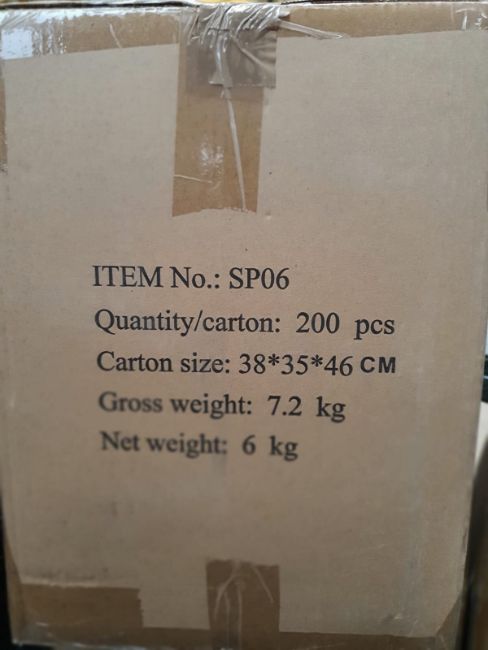 ITEM No.: SP06
Quantity/carton: 200 pcs
Carton size: 38*35*46 CM
Gross weight: 7.2 kg
Net weight: 6 kg